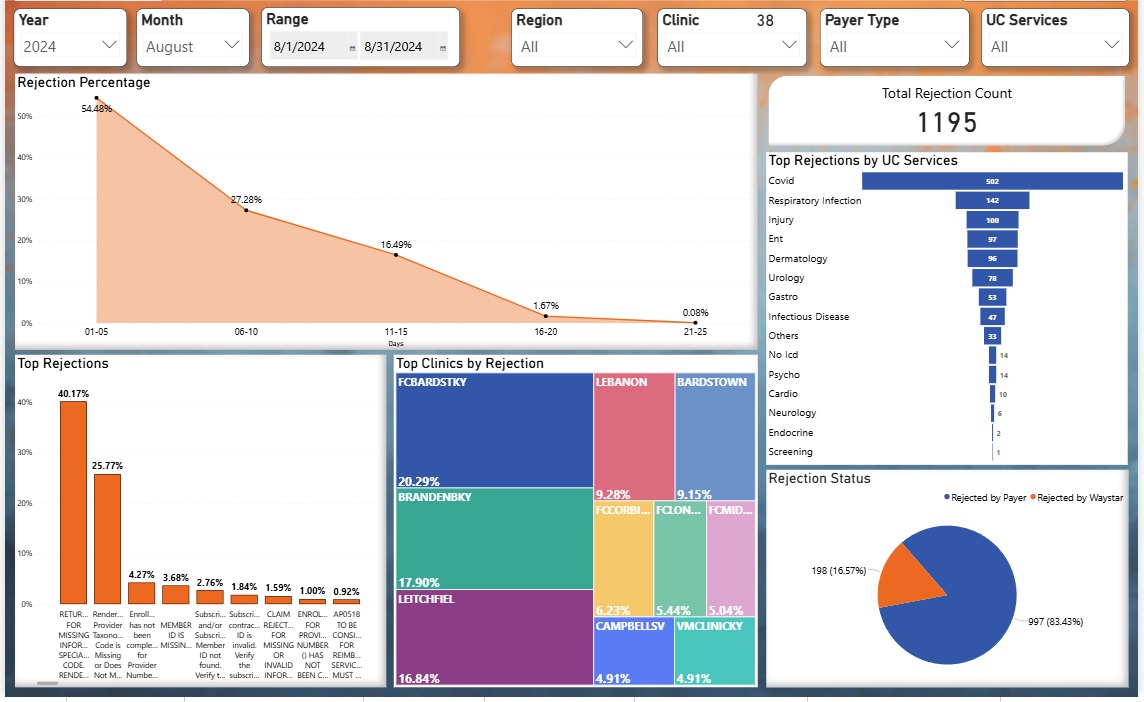 Year
2024
Month
August
Range
8/1/2024
8/31/2024
Region
All
Clinic 38
All
Payer Type
All
UC Services
All
Rejection Percentage
50%
40%
30%
20%
10%
0%
54.48%
27.28%
16.49%
1.67%
0.08%
01-05
06-10
11-15
16-20
21-25
Days
Total Rejection Count
1195
Top Rejections by UC Services
Covid 502
Respiratory Infection 142
Injury 100
Ent 97
Dermatology 96
Urology 78
Gastro 53
Infectious Disease 47
Others 33
No Icd 14
Psycho 14
Cardio 10
Neurology 6
Endocrine 2
Screening 1
Top Rejections
40%
30%
20%
10%
0%
40.17%
25.77%
4.27%
3.68%
2.76%
1.84%
1.59%
1.00%
0.92%
RETUR...
FOR
MISSING
INFOR...
SPECIA...
CODE.
RENDE...
Render...
Provider
Taxono...
Code is
Missing
or Does
Not M...
Enroll...
has not
been
comple...
for
Provider
Numbe...
MEMBER
ID IS
MISSIN...
Subscri...
and/or
Subscri...
Member
ID not
found.
Verify t...
Subscri...
contrac...
ID is
invalid.
Verify
the
subscri...
CLAIM
REJECT...
FOR
MISSING
OR
INVALID
INFOR...
ENROL...
FOR
PROVI...
NUMBER
() HAS
NOT
BEEN C...
AP0518
TO BE
CONSI...
FOR
REIMB...
SERVIC...
MUST ...
Top Clinics by Rejection
FCBARDSTKY
20.29%
BRANDENBKY
17.90%
LEITCHFIEL
16.84%
LEBANON
9.28%
BARDSTOWN
9.15%
FCCORBI...
6.23%
FCLON...
5.44%
FCMID...
5.04%
CAMPBELLSV
4.91%
VMCLINICKY
4.91%
Rejection Status
Rejected by Payer
Rejected by Waystar
198 (16.57%)
997 (83.43%)